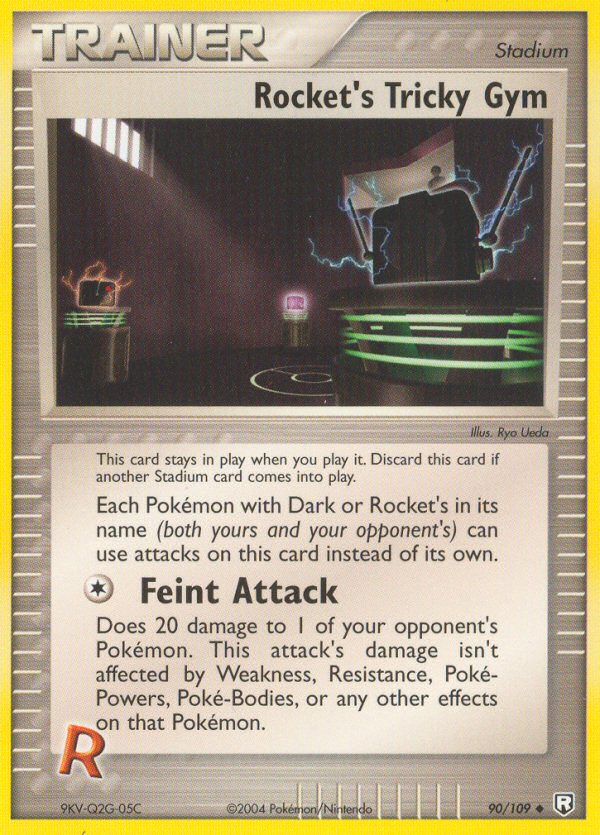 TRAINER
Stadium
Rocket's Tricky Gym
Illus. Ryo Ueda
This card stays in play when you play it. Discard this card if
another Stadium card comes into play.
Each Pokémon with Dark or Rocket's in its
name (both yours and your opponent's) can
use attacks on this card instead of its own.
Feint Attack
Does 20 damage to 1 of your opponent's
Pokémon. This attack's damage isn't
affected by Weakness, Resistance, Poké-
Powers, Poké-Bodies, or any other effects
on that Pokémon.
R
9KV-Q2G-05C
©2004 Pokémon/Nintendo
90/109 ◆ R